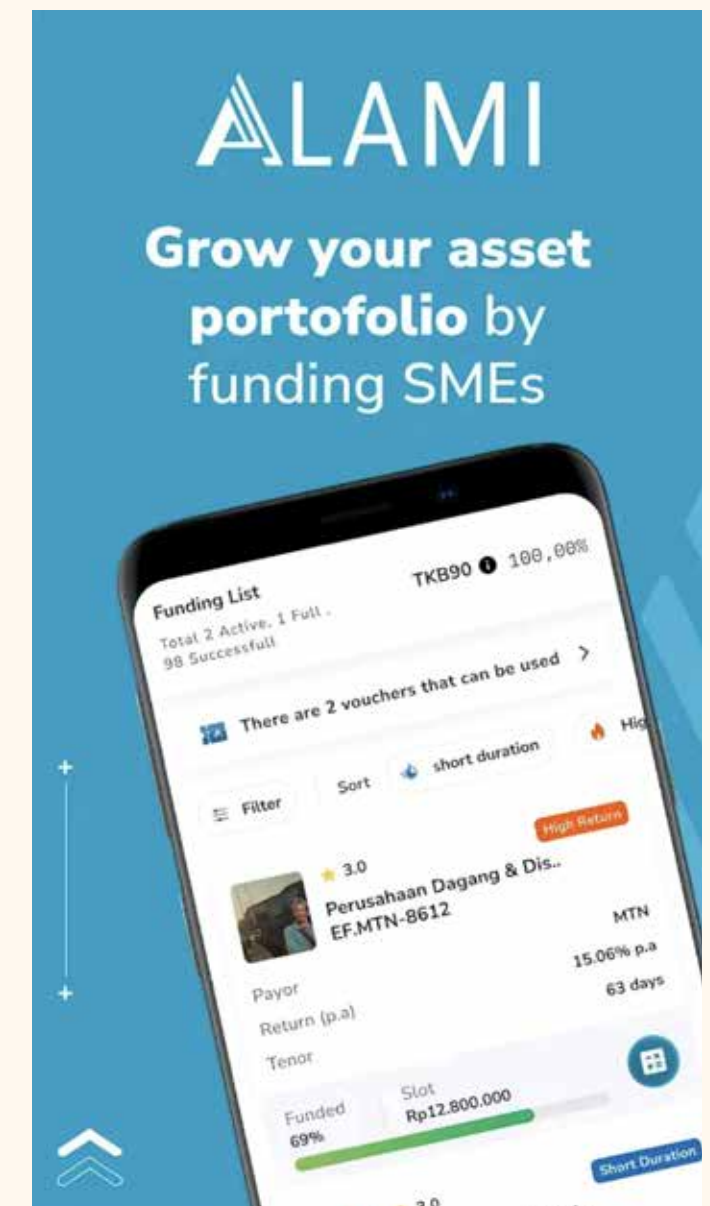 ALAMI
Grow your asset
portofolio by
funding SMEs
Funding List
TKB90 100,00%
Total 2 Active, 1 Full .
98 Successfull
There are 2 vouchers that can be used
Filter
Sort
short duration
Hig
High Return
3.0
Perusahaan Dagang & Dis..
EF.MTN-8612
Payor MTN
Return (p.a) 15.06% p.a
Tenor 63 days
Funded
69%
Slot
Rp12.800.000
Short Duration
3.0